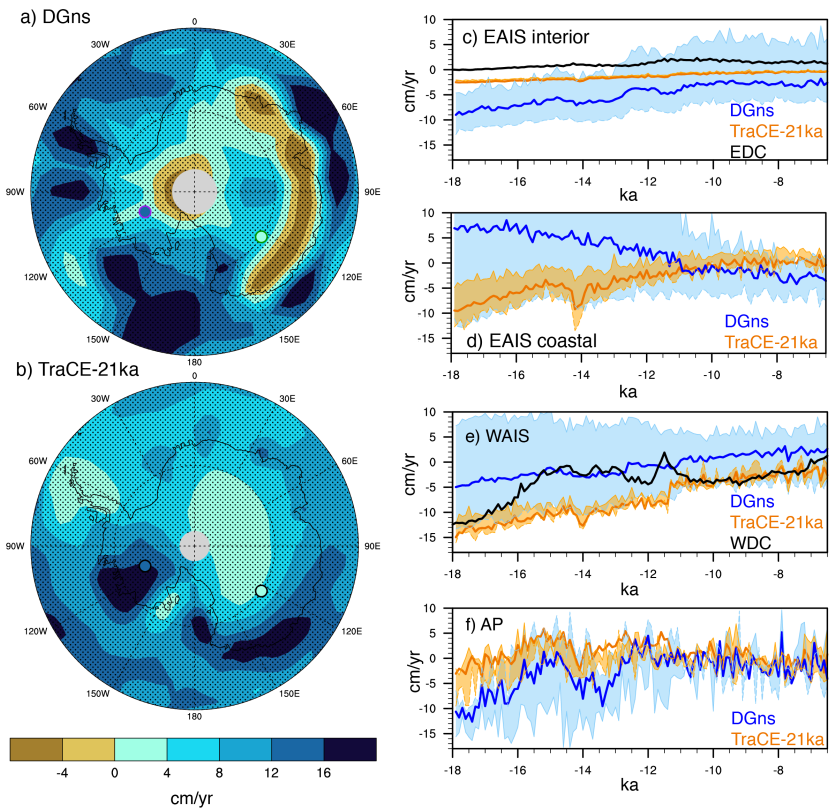 a) DGns
0
30W
30E
60W
60E
90W
90E
120W
120E
150W
150E
180
b) TraCE-21ka
0
30W
30E
60W
60E
90W
90E
120W
120E
150W
150E
180
-4
0
4
8
12
16
cm/yr
c) EAIS interior
10
5
0
-5
-10
-15
cm/yr
DGns
TraCE-21ka
EDC
-18
-16
-14
-12
-10
-8
ka
10
5
0
-5
-10
-15
cm/yr
DGns
TraCE-21ka
d) EAIS coastal
-18
-16
-14
-12
-10
-8
ka
e) WAIS
10
5
0
-5
-10
-15
cm/yr
DGns
TraCE-21ka
WDC
-18
-16
-14
-12
-10
-8
ka
f) AP
10
5
0
-5
-10
-15
cm/yr
DGns
TraCE-21ka
-18
-16
-14
-12
-10
-8
ka